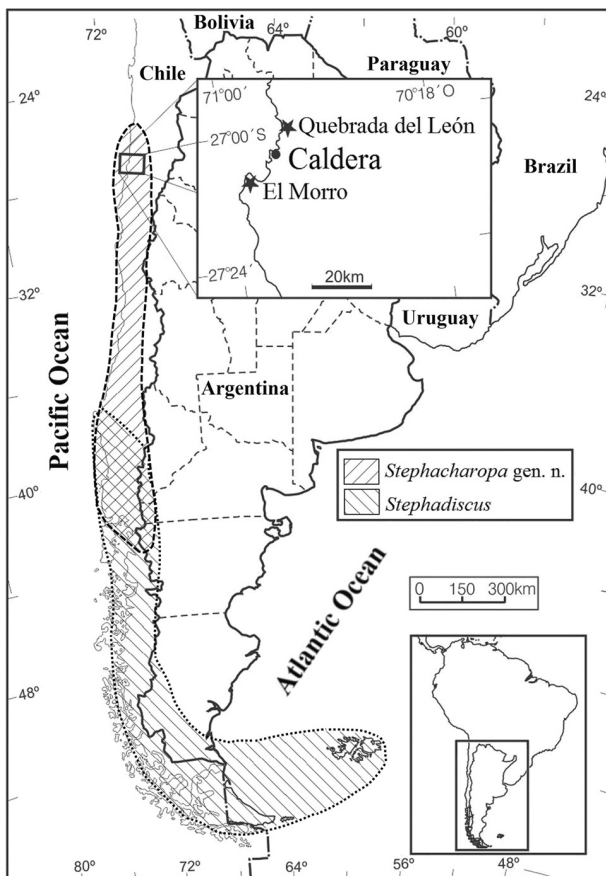 Bolivia
72°
64°
60°
Chile
Paraguay
24°
24°
71°00´
70°18´O
27°00´S
Quebrada del León
Caldera
El Morro
Brazil
27°24´
20km
32°
32°
Uruguay
Argentina
Pacific Ocean
Stephacharopa gen. n.
Stephadiscus
40°
40°
0 150 300km
Atlantic Ocean
48°
48°
80°
72°
64°
56°
48°